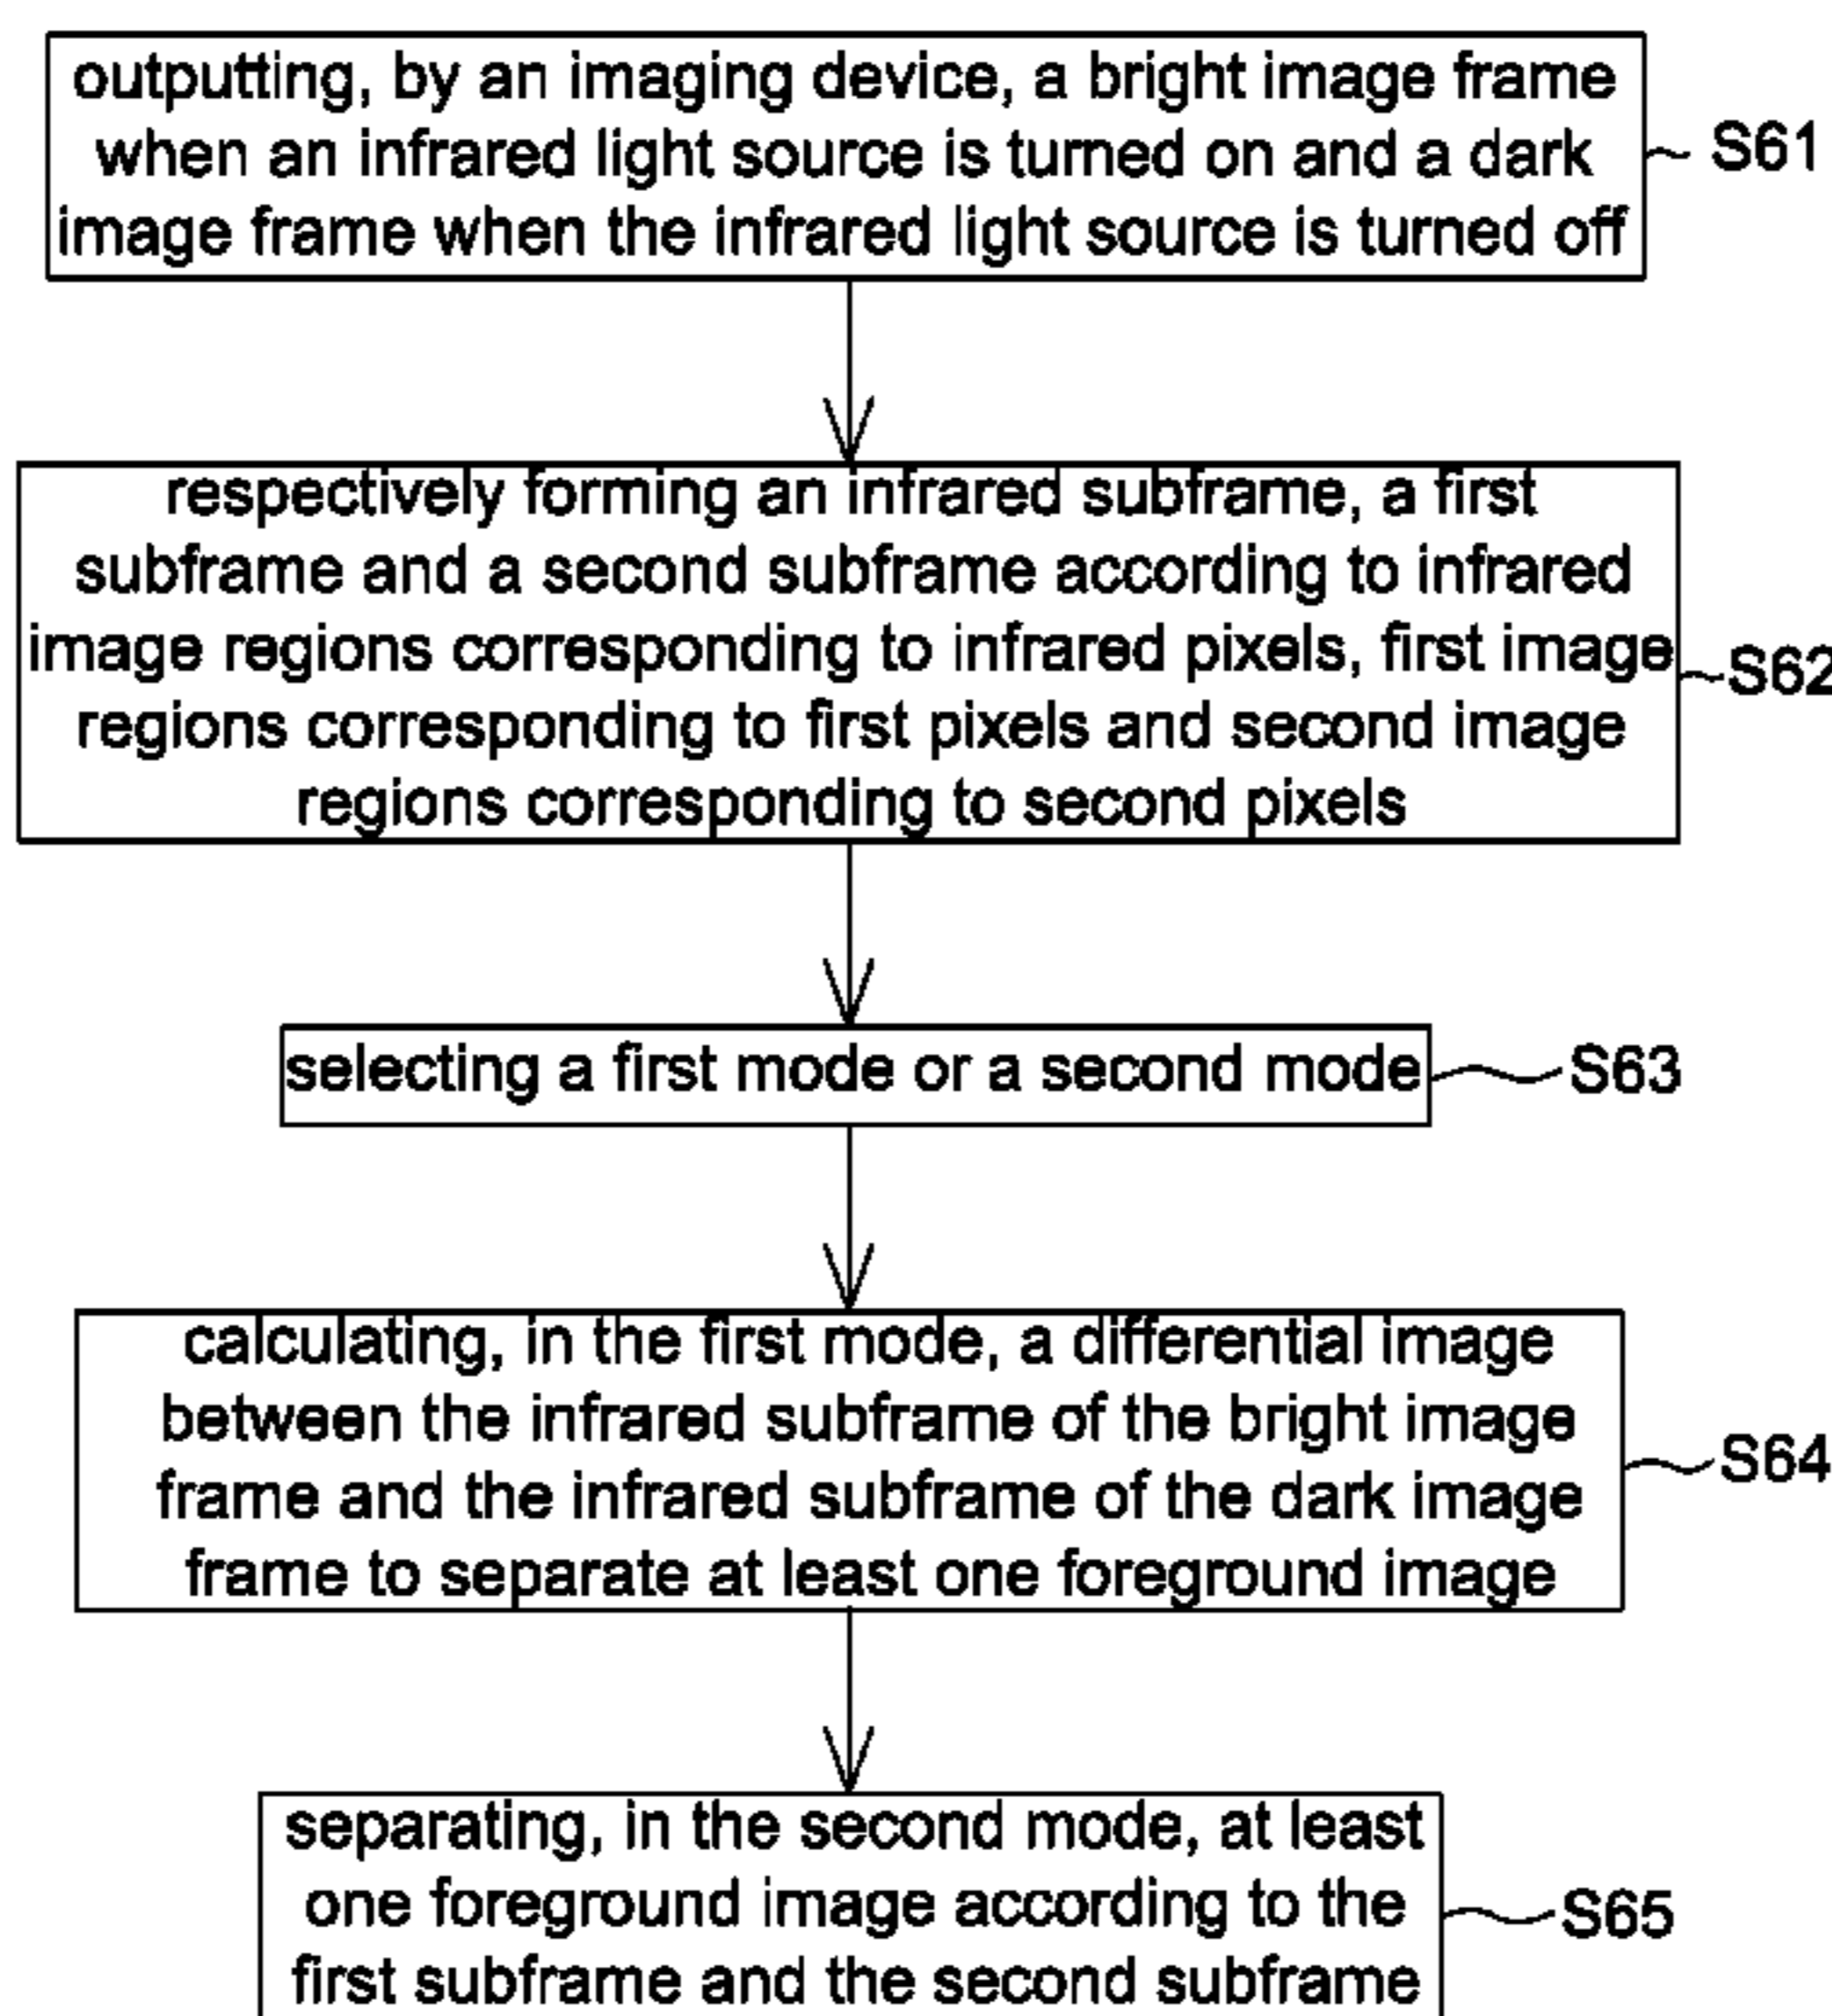 outputting, by an imaging device, a bright image frame
when an infrared light source is turned on and a dark
image frame when the infrared light source is turned off
S61
respectively forming an infrared subframe, a first
subframe and a second subframe according to infrared
image regions corresponding to infrared pixels, first image
regions corresponding to first pixels and second image
regions corresponding to second pixels
S62
selecting a first mode or a second mode
S63
calculating, in the first mode, a differential image
between the infrared subframe of the bright image
frame and the infrared subframe of the dark image
frame to separate at least one foreground image
S64
separating, in the second mode, at least
one foreground image according to the
first subframe and the second subframe
S65